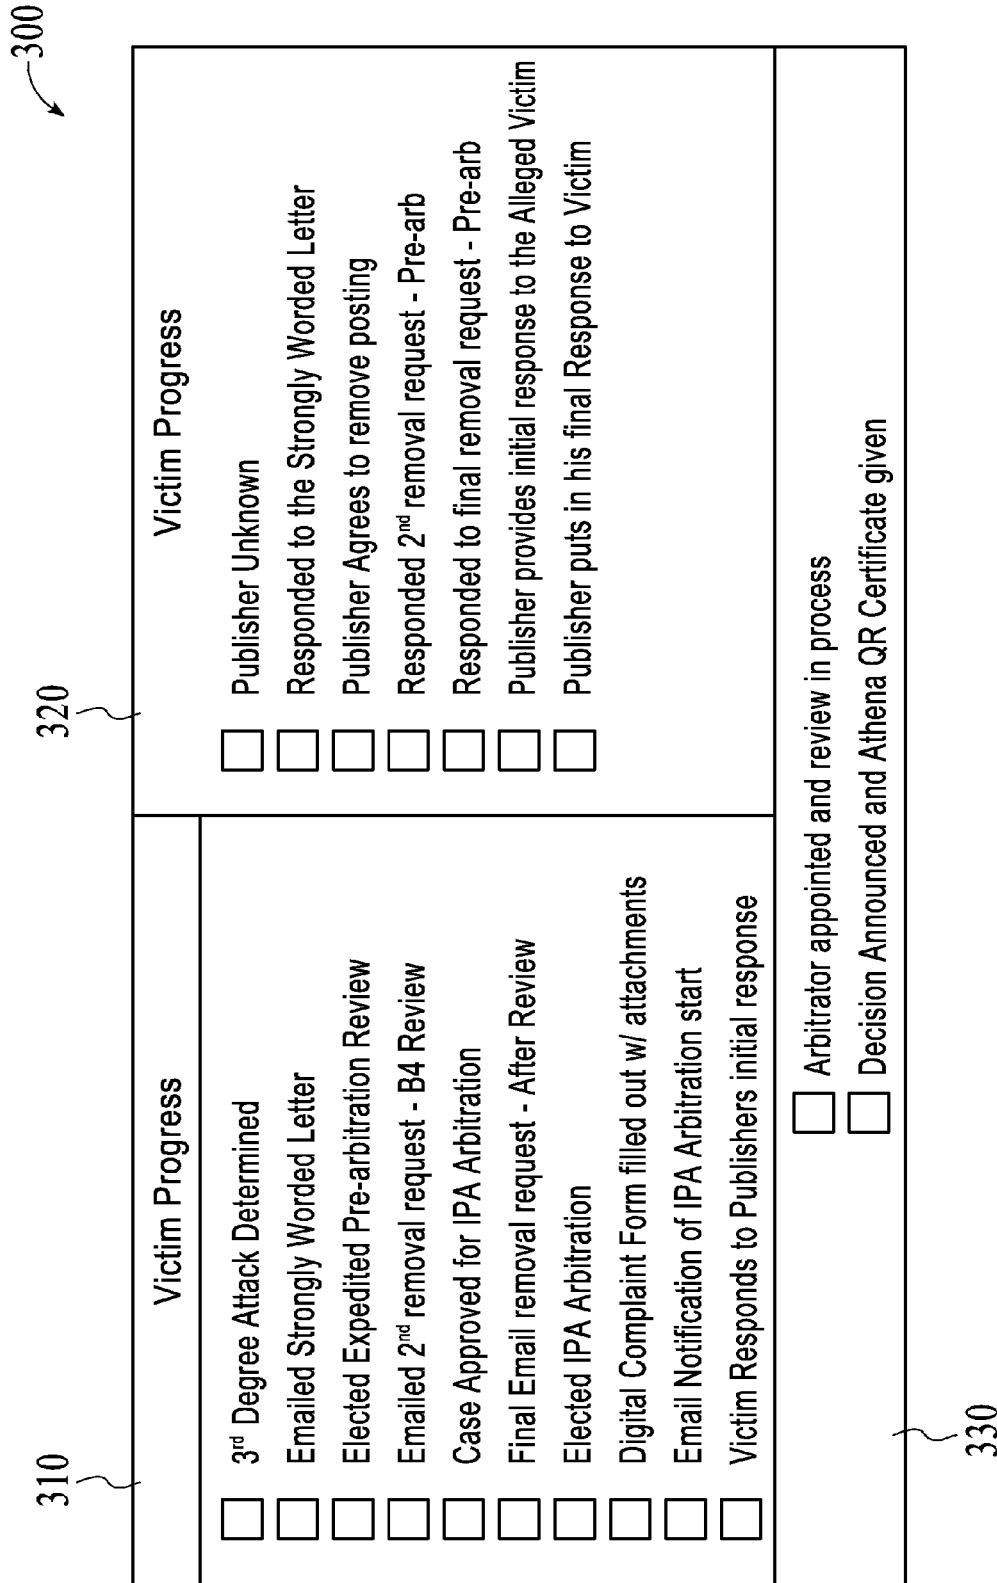 300
310
320
Victim Progress
3rd Degree Attack Determined
Emailed Strongly Worded Letter
Elected Expedited Pre-arbitration Review
Emailed 2nd removal request - B4 Review
Case Approved for IPA Arbitration
Final Email removal request - After Review
Elected IPA Arbitration
Digital Complaint Form filled out w/ attachments
Email Notification of IPA Arbitration start
Victim Responds to Publishers initial response
Victim Progress
Publisher Unknown
Responded to the Strongly Worded Letter
Publisher Agrees to remove posting
Responded 2nd removal request - Pre-arb
Responded to final removal request - Pre-arb
Publisher provides initial response to the Alleged Victim
Publisher puts in his final Response to Victim
Arbitrator appointed and review in process
Decision Announced and Athena QR Certificate given
330